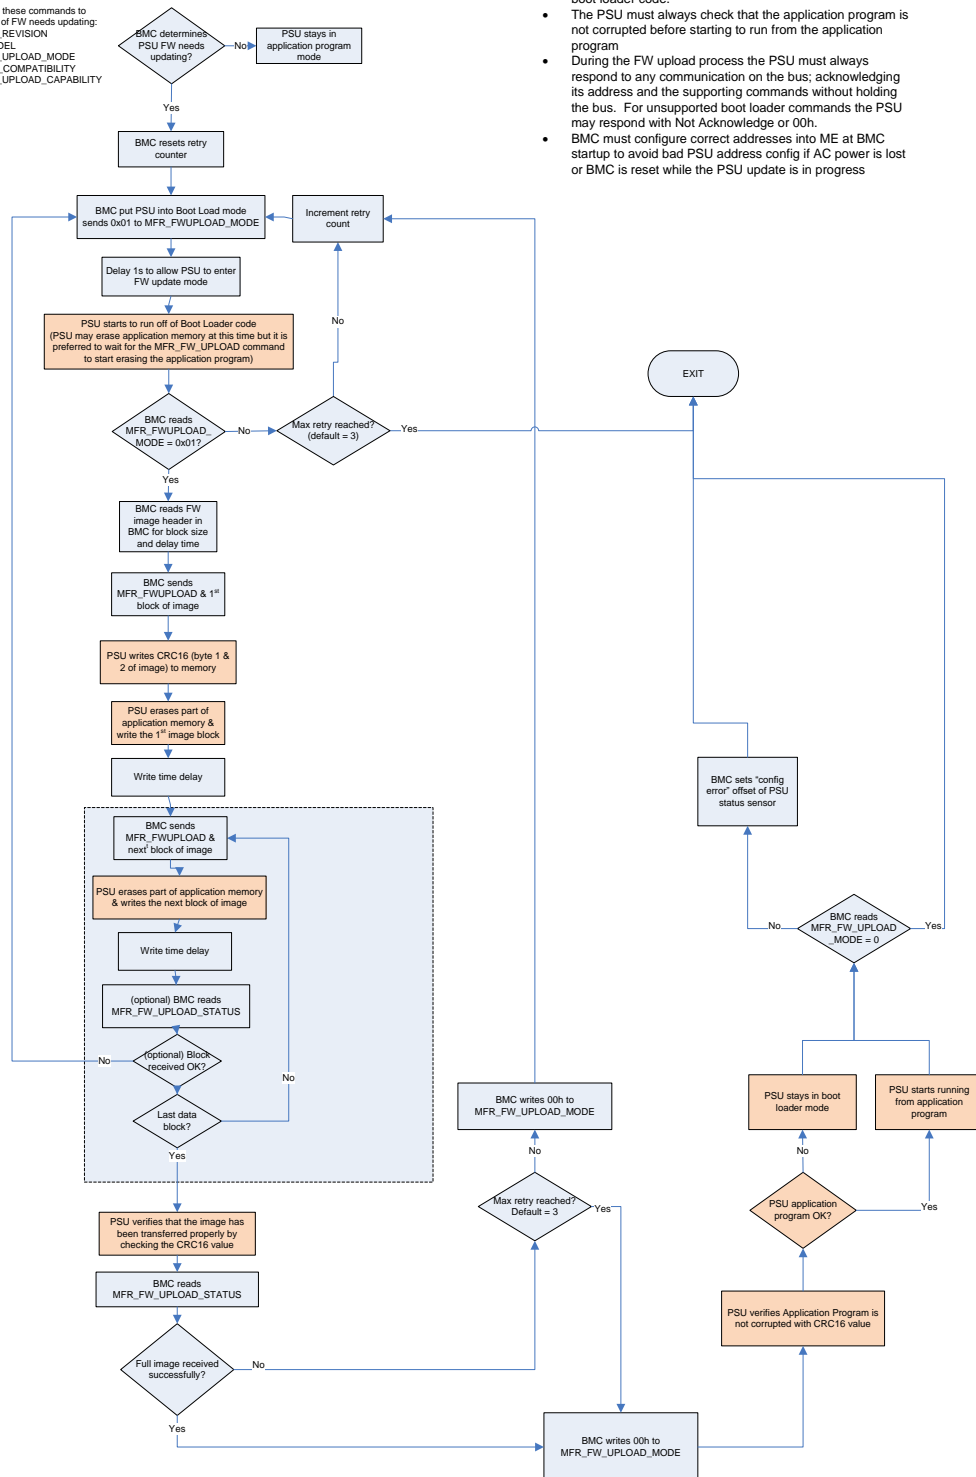 these commands to
of FW needs updating:
_REVISION
DEL
_UPLOAD_MODE
_COMPATIBILITY
_UPLOAD_CAPABILITY
boot loader code.
• The PSU must always check that the application program is
not corrupted before starting to run from the application
program
• During the FW upload process the PSU must always
respond to any communication on the bus; acknowledging
its address and the supporting commands without holding
the bus. For unsupported boot loader commands the PSU
may respond with Not Acknowledge or 00h.
• BMC must configure correct addresses into ME at BMC
startup to avoid bad PSU address config if AC power is lost
or BMC is reset while the PSU update is in progress
BMC determines
PSU FW needs
updating?
No
PSU stays in
application program
mode
Yes
BMC resets retry
counter
BMC put PSU into Boot Load mode
sends 0x01 to MFR_FWUPLOAD_MODE
Increment retry
count
Delay 1s to allow PSU to enter
FW update mode
No
PSU starts to run off of Boot Loader code
(PSU may erase application memory at this time but it is
preferred to wait for the MFR_FW_UPLOAD command
to start erasing the application program)
EXIT
BMC reads
MFR_FWUPLOAD_
MODE = 0x01?
No
Max retry reached?
(default = 3)
Yes
Yes
BMC reads FW
image header in
BMC for block size
and delay time
BMC sends
MFR_FWUPLOAD & 1st
block of image
PSU writes CRC16 (byte 1 &
2 of image) to memory
PSU erases part of
application memory &
write the 1st image block
Write time delay
BMC sets "config
error" offset of PSU
status sensor
BMC sends
MFR_FWUPLOAD &
next block of image
PSU erases part of application memory
& writes the next block of image
Write time delay
(optional) BMC reads
MFR_FW_UPLOAD_STATUS
(optional) Block
received OK?
No
No
Last data
block?
Yes
BMC reads
MFR_FW_UPLOAD
_MODE = 0
No
Yes
PSU stays in boot
loader mode
PSU starts running
from application
program
BMC writes 00h to
MFR_FW_UPLOAD_MODE
No
No
Max retry reached?
Default = 3
Yes
PSU application
program OK?
Yes
PSU verifies that the image has
been transferred properly by
checking the CRC16 value
BMC reads
MFR_FW_UPLOAD_STATUS
PSU verifies Application Program is
not corrupted with CRC16 value
Full image received
successfully?
No
Yes
BMC writes 00h to
MFR_FW_UPLOAD_MODE